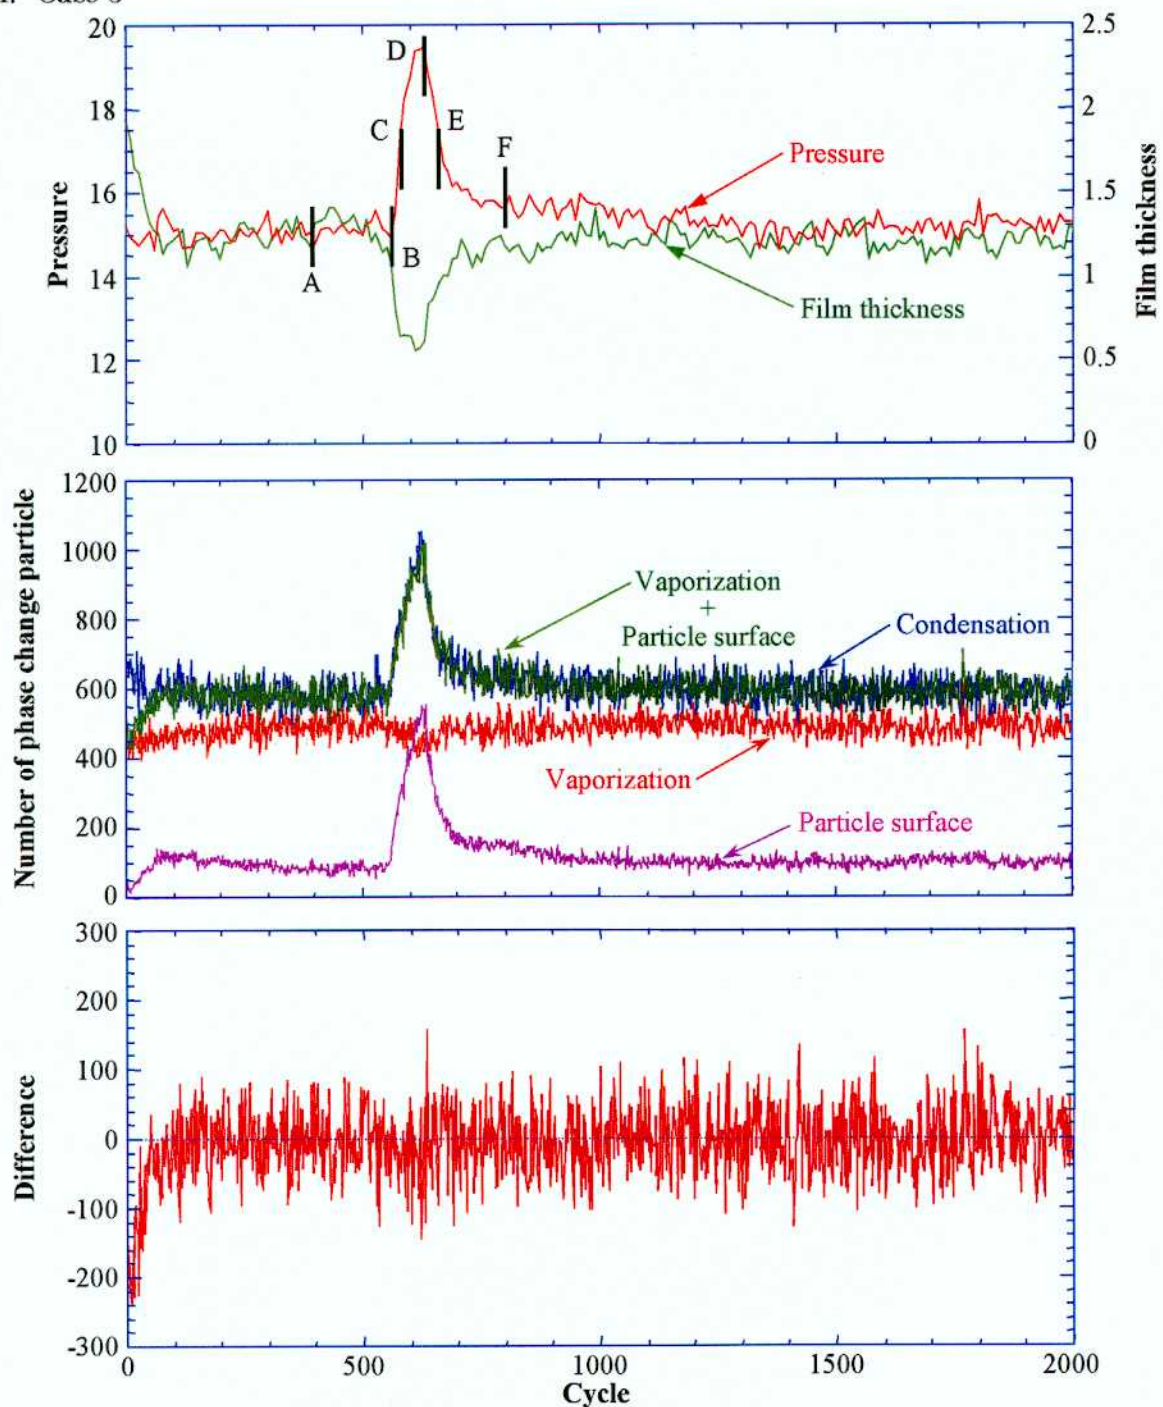 20
18
16
14
12
10
Pressure
2.5
2
1.5
1
0.5
0
Film thickness
D
C
E
F
B
A
Pressure
Film thickness
1200
1000
800
600
400
200
0
Number of phase change particle
Vaporization
+
Particle surface
Condensation
Vaporization
Particle surface
300
200
100
0
-100
-200
-300
Difference
0
500
1000
1500
2000
Cycle